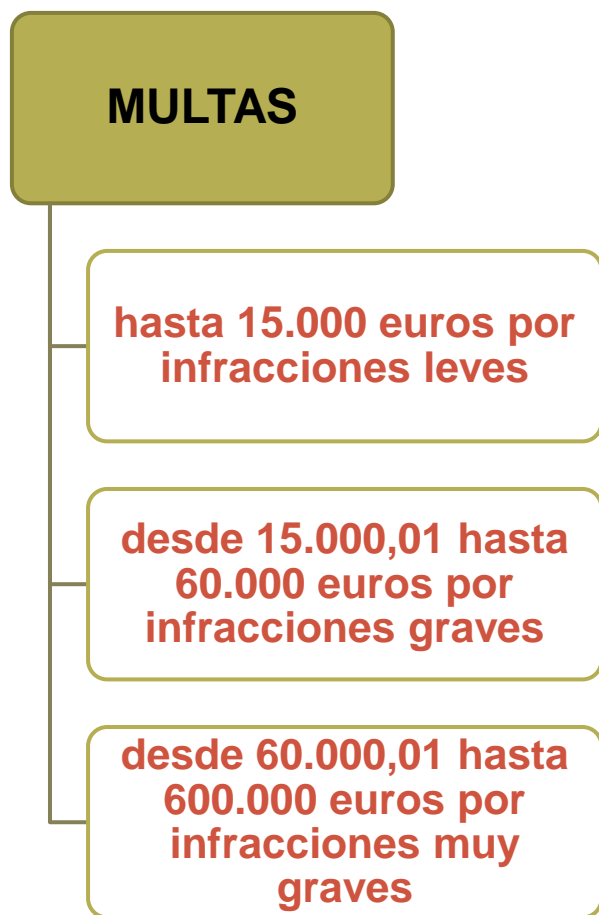 MULTAS
hasta 15.000 euros por
infracciones leves
desde 15.000,01 hasta
60.000 euros por
infracciones graves
desde 60.000,01 hasta
600.000 euros por
infracciones muy
graves